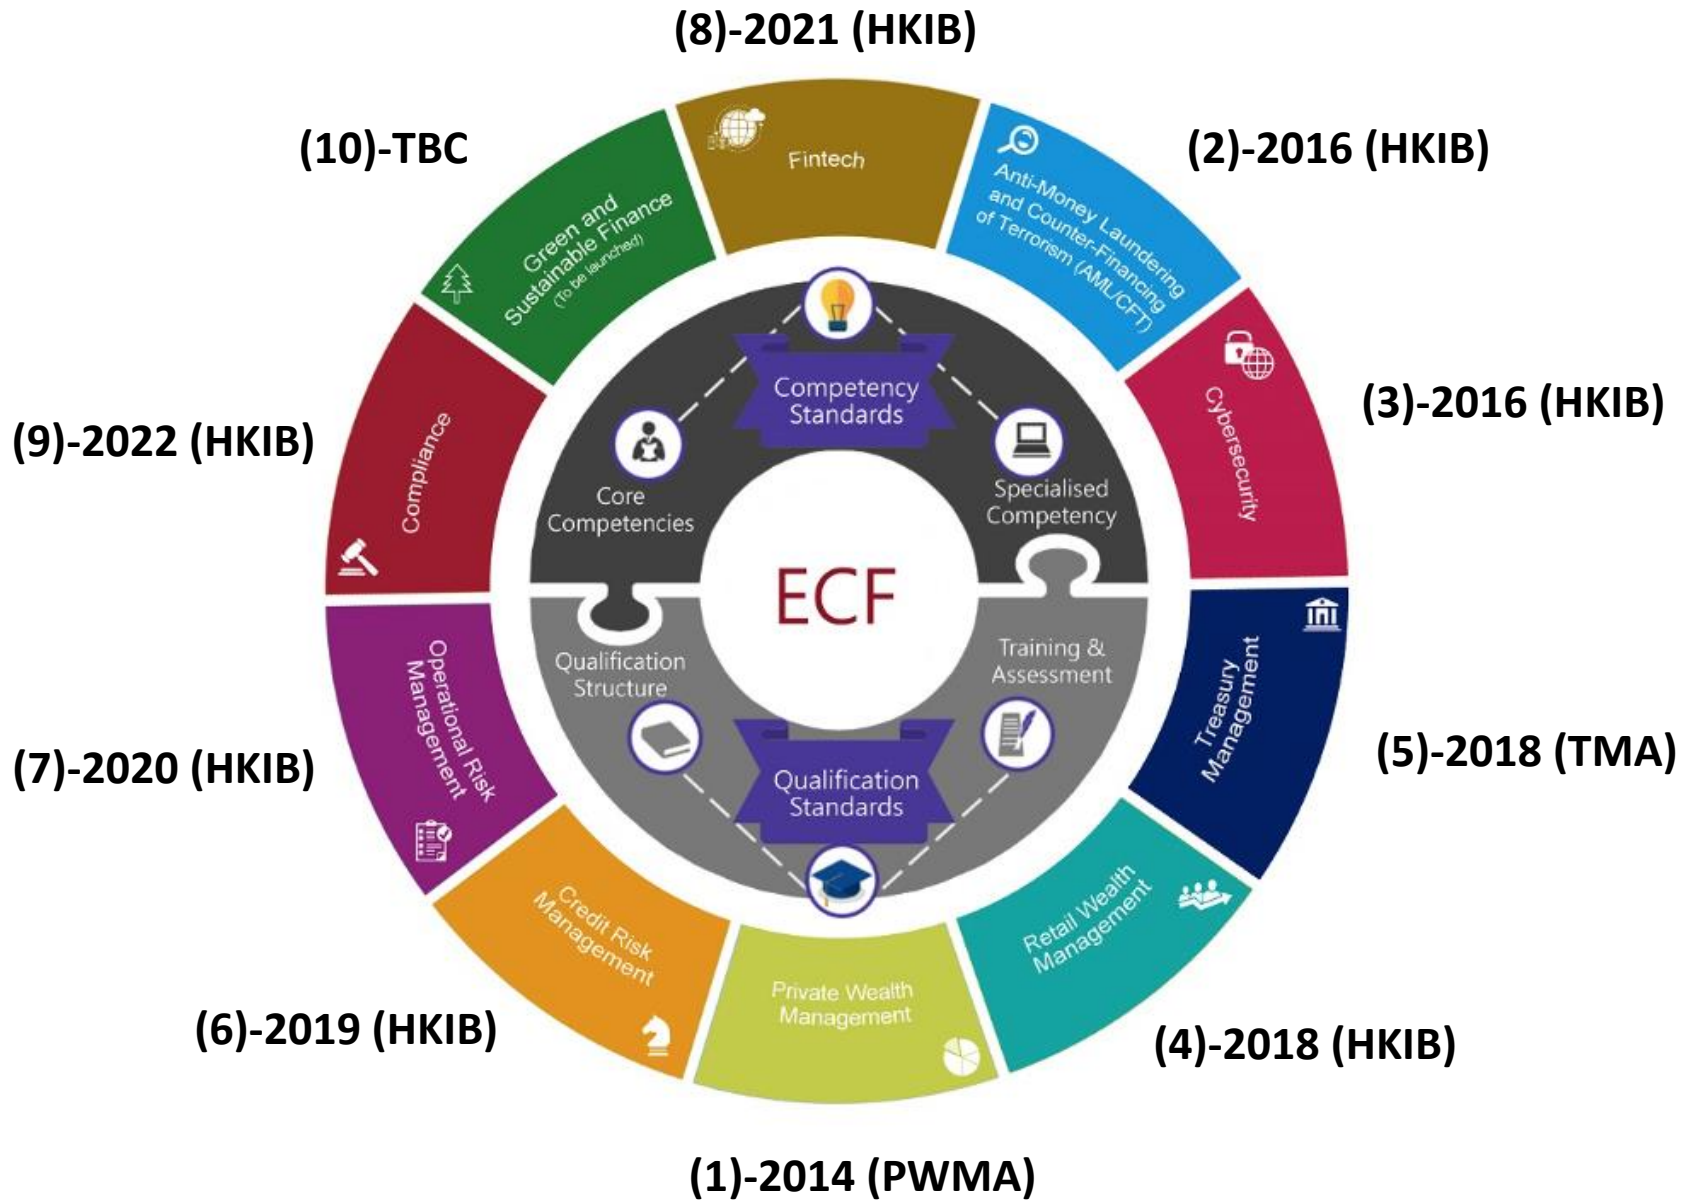 (8)-2021 (HKIB)
(10)-TBC
(2)-2016 (HKIB)
Fintech
Anti-Money Laundering
and Counter-Financing
of Terrorism (AML/CFT)
Green and
Sustainable Finance
(To be launched)
(9)-2022 (HKIB)
Compliance
Competency
Standards
Core
Competencies
Specialised
Competency
Cybersecurity
(3)-2016 (HKIB)
ECF
(7)-2020 (HKIB)
Operational Risk
Management
Qualification
Structure
Training &
Assessment
Qualification
Standards
Treasury
Management
(5)-2018 (TMA)
(6)-2019 (HKIB)
Credit Risk
Management
Private Wealth
Management
Retail Wealth
Management
(4)-2018 (HKIB)
(1)-2014 (PWMA)